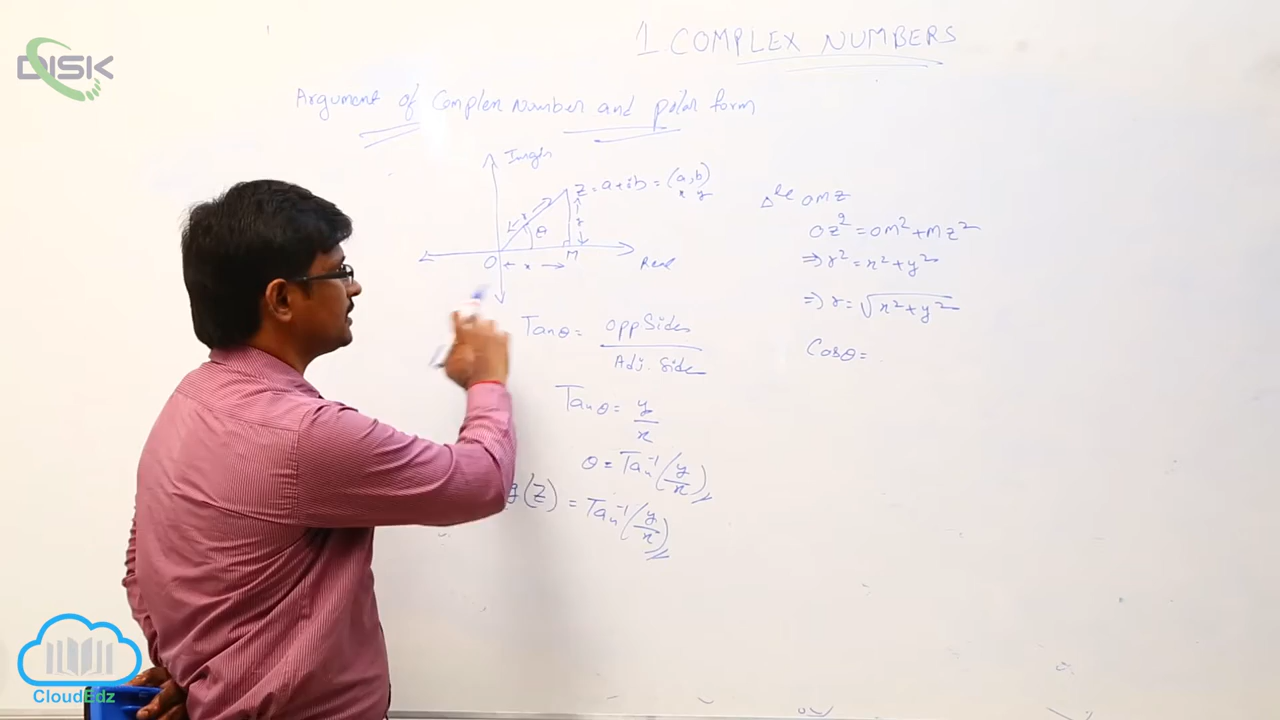 DISK
1. COMPLEX NUMBERS
Argument of Complex Number and polar form
Imagin
Z = a+ib = (a, b)
x y
r
y
θ
O
x
M
Real
Tanθ = opp Sides / Adj. Side
Tanθ = y/x
θ = Tan⁻¹(y/x)
g(Z) = Tan⁻¹(y/x)
Δle OMZ
OZ² = OM² + MZ²
⇒ r² = x² + y²
⇒ r = √x² + y²
Cosθ =
CloudEdz